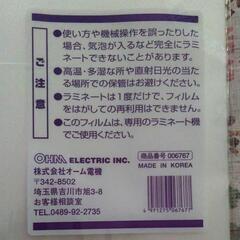 ご注意
●使い方や機械操作を誤ったりした
場合、気泡が入るなど完全にラミ
ネートできないことがあります。
●高温・多湿な所や直射日光の当た
る場所での保管はお避けください。
●ラミネートは1度だけで、フィルム
をはがしての再利用はできません。
●このフィルムは、専用のラミネート機
でご使用ください。
OHM ELECTRIC INC.
株式会社オーム電機
〒342-8502
埼玉県吉川市旭3-8
お客様相談室
TEL.0489-92-2735
商品番号 006767
MADE IN KOREA
4 971275 067677